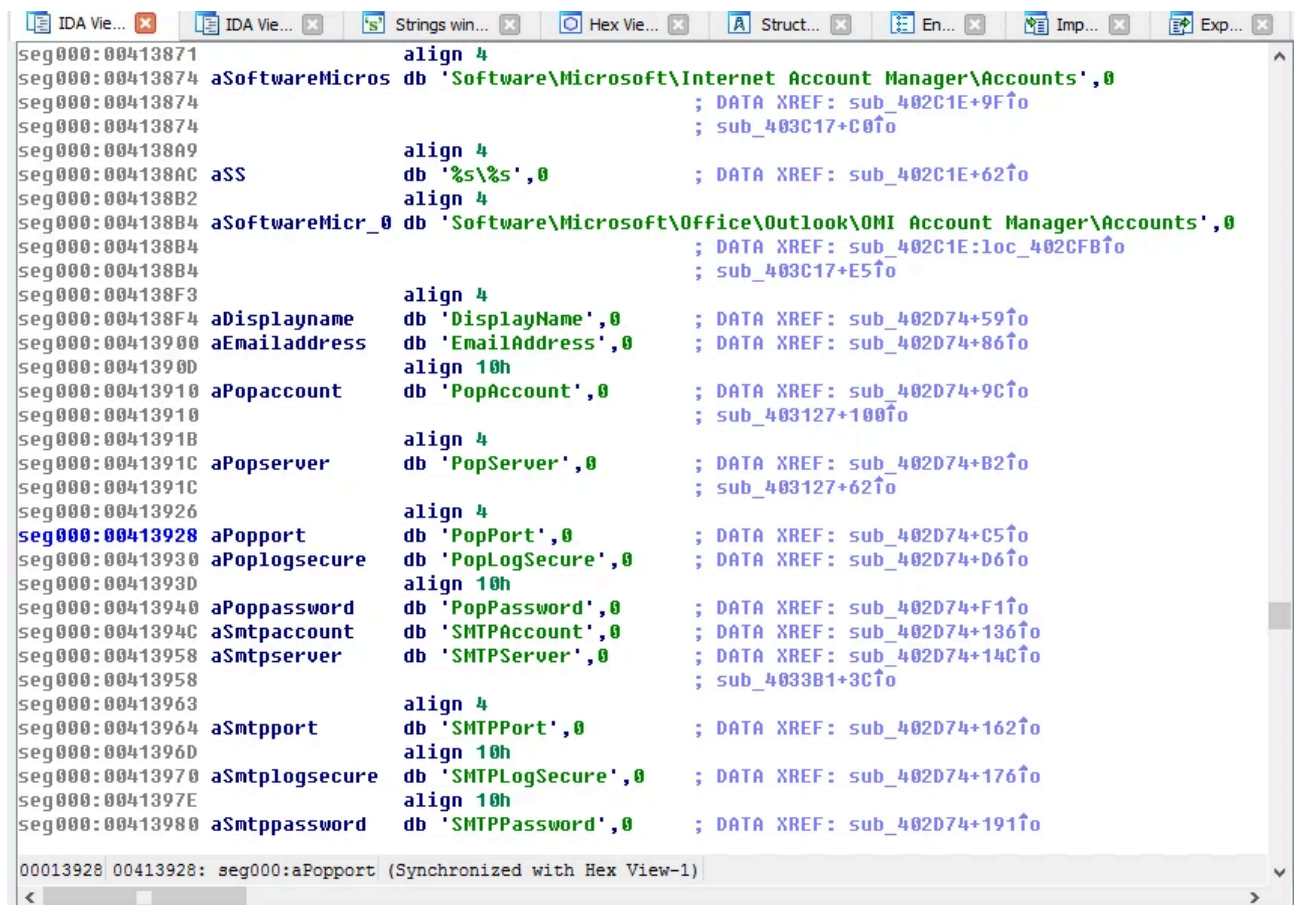 IDA Vie... IDA Vie... Strings win... Hex Vie... Struct... En... Imp... Exp...
seg000:00413871 align 4
seg000:00413874 aSoftwareMicros db 'Software\Microsoft\Internet Account Manager\Accounts',0
seg000:00413874 ; DATA XREF: sub_402C1E+9F↑o
seg000:00413874 ; sub_403C17+C0↑o
seg000:004138A9 align 4
seg000:004138AC aSS db '%s\%s',0 ; DATA XREF: sub_402C1E+62↑o
seg000:004138B2 align 4
seg000:004138B4 aSoftwareMicr_0 db 'Software\Microsoft\Office\Outlook\OMI Account Manager\Accounts',0
seg000:004138B4 ; DATA XREF: sub_402C1E:loc_402CFB↑o
seg000:004138B4 ; sub_403C17+E5↑o
seg000:004138F3 align 4
seg000:004138F4 aDisplayname db 'DisplayName',0 ; DATA XREF: sub_402D74+59↑o
seg000:00413900 aEmailaddress db 'EmailAddress',0 ; DATA XREF: sub_402D74+86↑o
seg000:0041390D align 10h
seg000:00413910 aPopaccount db 'PopAccount',0 ; DATA XREF: sub_402D74+9C↑o
seg000:00413910 ; sub_403127+100↑o
seg000:0041391B align 4
seg000:0041391C aPopserver db 'PopServer',0 ; DATA XREF: sub_402D74+B2↑o
seg000:0041391C ; sub_403127+62↑o
seg000:00413926 align 4
seg000:00413928 aPopport db 'PopPort',0 ; DATA XREF: sub_402D74+C5↑o
seg000:00413930 aPoplogsecure db 'PopLogSecure',0 ; DATA XREF: sub_402D74+D6↑o
seg000:0041393D align 10h
seg000:00413940 aPoppassword db 'PopPassword',0 ; DATA XREF: sub_402D74+F1↑o
seg000:0041394C aSmtpaccount db 'SMTPAccount',0 ; DATA XREF: sub_402D74+136↑o
seg000:00413958 aSmtpserver db 'SMTPServer',0 ; DATA XREF: sub_402D74+14C↑o
seg000:00413958 ; sub_4033B1+3C↑o
seg000:00413963 align 4
seg000:00413964 aSmtpport db 'SMTPPort',0 ; DATA XREF: sub_402D74+162↑o
seg000:0041396D align 10h
seg000:00413970 aSmtplogsecure db 'SMTPLogSecure',0 ; DATA XREF: sub_402D74+176↑o
seg000:0041397E align 10h
seg000:00413980 aSmtppassword db 'SMTPPassword',0 ; DATA XREF: sub_402D74+191↑o
00013928 00413928: seg000:aPopport (Synchronized with Hex View-1)